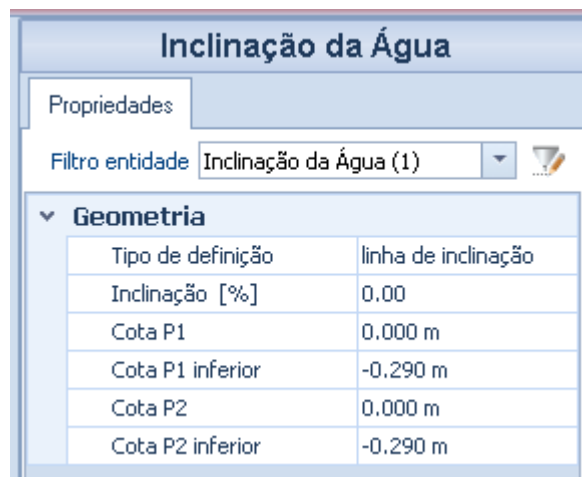 Inclinação da Água
Propriedades
Filtro entidade Inclinação da Água (1)
Geometria
Tipo de definição linha de inclinação
Inclinação [%] 0.00
Cota P1 0.000 m
Cota P1 inferior -0.290 m
Cota P2 0.000 m
Cota P2 inferior -0.290 m